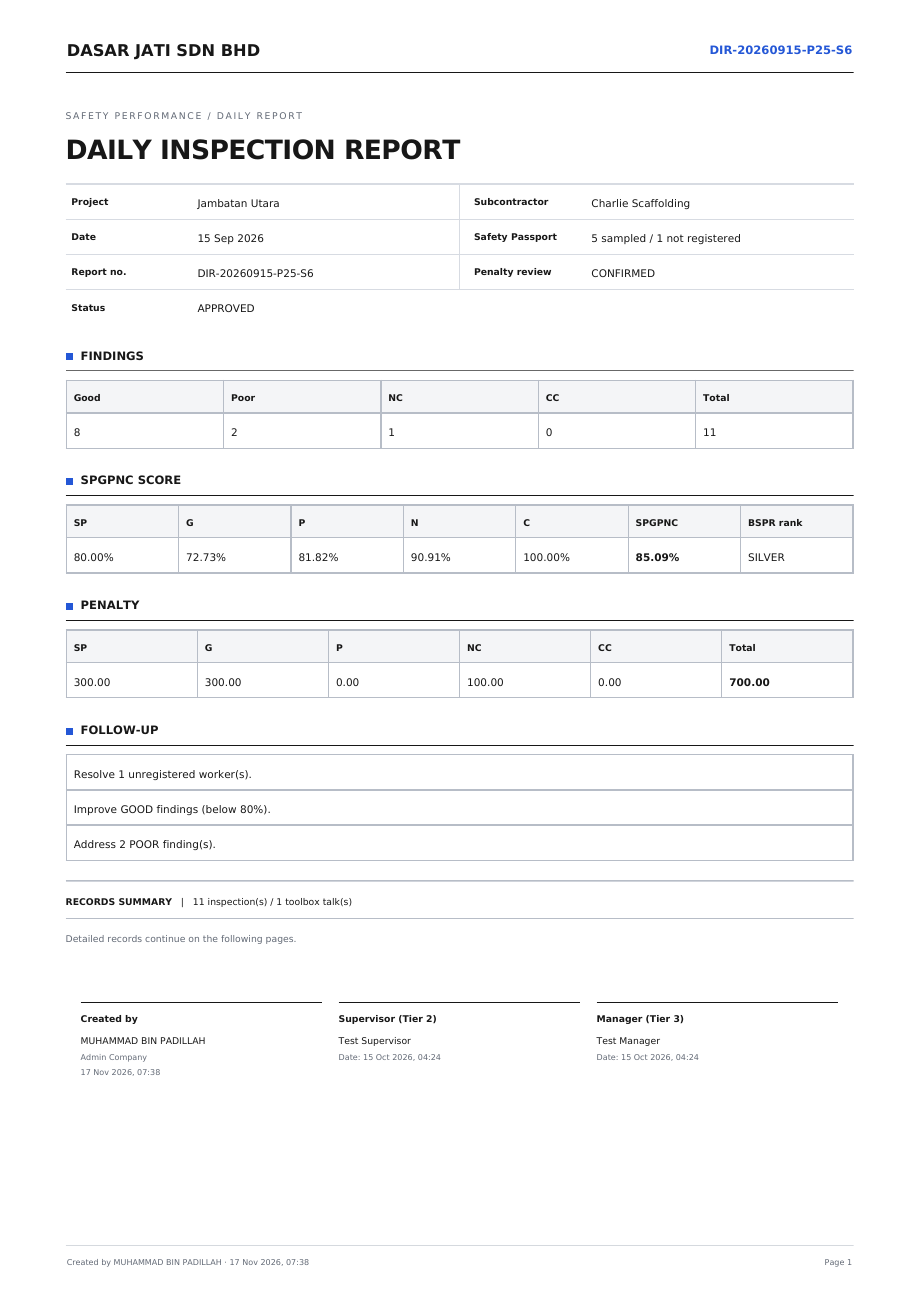 DASAR JATI SDN BHD
DIR-20260915-P25-S6
SAFETY PERFORMANCE / DAILY REPORT
DAILY INSPECTION REPORT
Project Jambatan Utara Subcontractor Charlie Scaffolding
Date 15 Sep 2026 Safety Passport 5 sampled / 1 not registered
Report no. DIR-20260915-P25-S6 Penalty review CONFIRMED
Status APPROVED
FINDINGS
Good Poor NC CC Total
8 2 1 0 11
SPGPNC SCORE
SP G P N C SPGPNC BSPR rank
80.00% 72.73% 81.82% 90.91% 100.00% 85.09% SILVER
PENALTY
SP G P NC CC Total
300.00 300.00 0.00 100.00 0.00 700.00
FOLLOW-UP
Resolve 1 unregistered worker(s).
Improve GOOD findings (below 80%).
Address 2 POOR finding(s).
RECORDS SUMMARY | 11 inspection(s) / 1 toolbox talk(s)
Detailed records continue on the following pages.
Created by Supervisor (Tier 2) Manager (Tier 3)
MUHAMMAD BIN PADILLAH Test Supervisor Test Manager
Admin Company Date: 15 Oct 2026, 04:24 Date: 15 Oct 2026, 04:24
17 Nov 2026, 07:38
Created by MUHAMMAD BIN PADILLAH · 17 Nov 2026, 07:38 Page 1